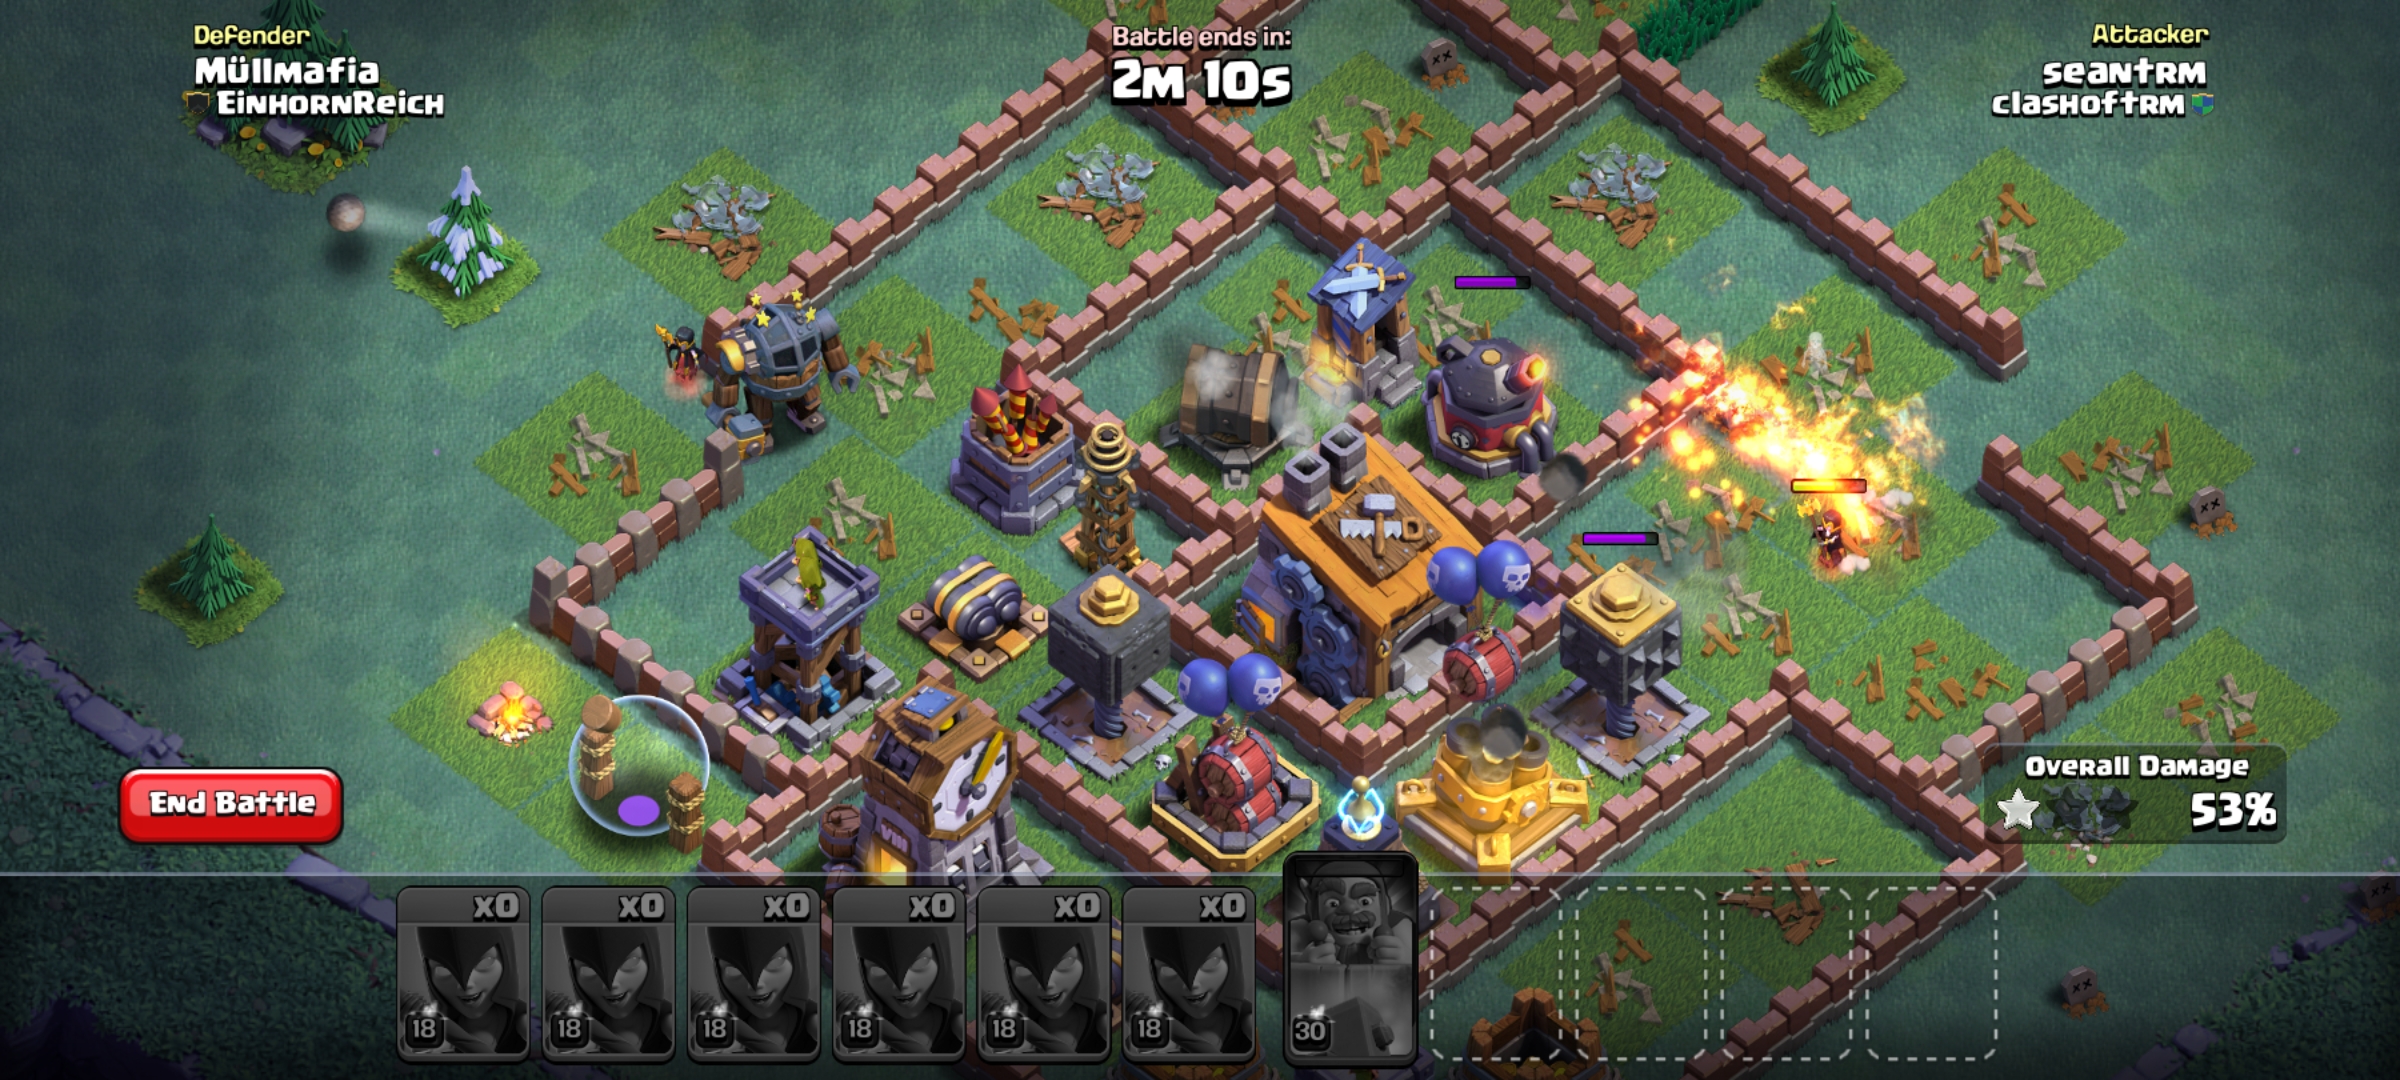 Defender
Müllmafia
EinhornReich
Battle ends in:
2M 10s
Attacker
seantRM
clashoftRM
End Battle
Overall Damage
53%
x0
x0
x0
x0
x0
x0
18
18
18
18
18
18
30
VIII